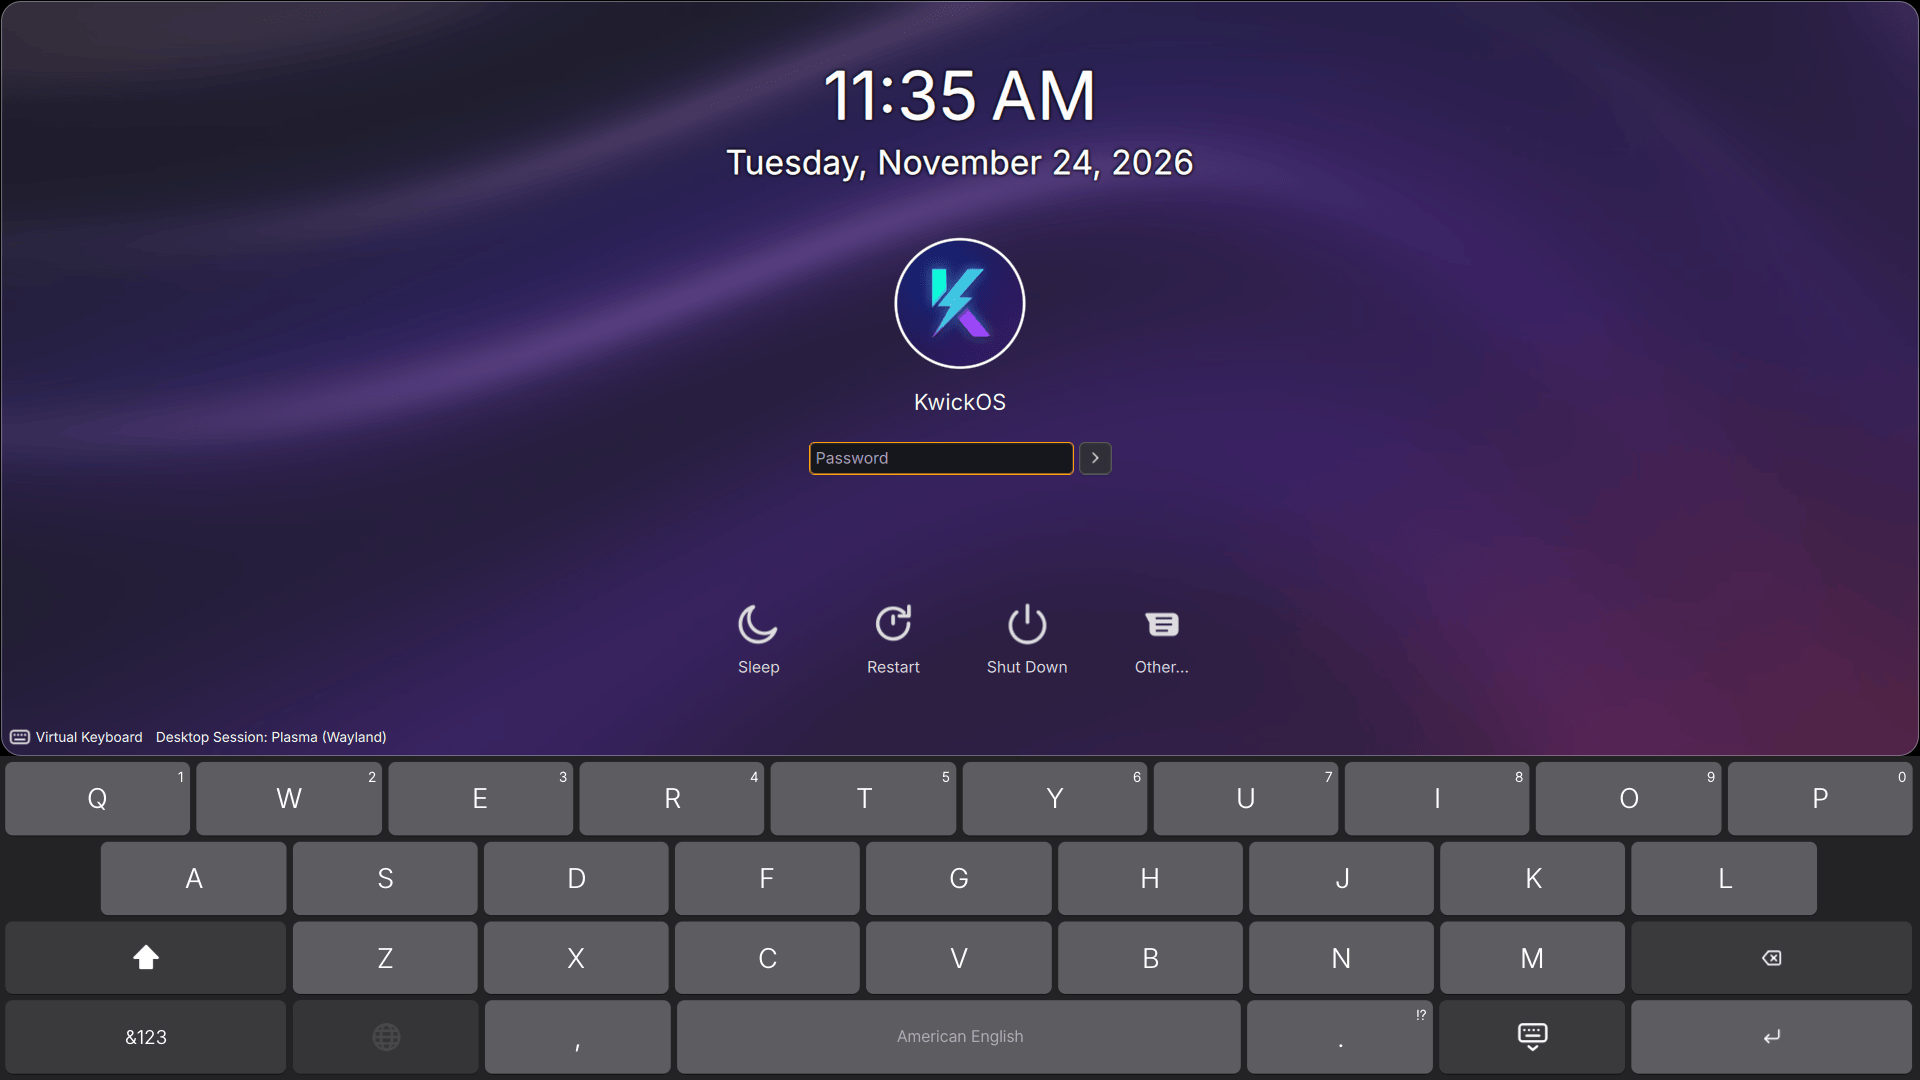 11:35 AM
Tuesday, November 24, 2026
KwickOS
Password
Sleep Restart Shut Down Other...
Virtual Keyboard Desktop Session: Plasma (Wayland)
Q 1 W 2 E 3 R 4 T 5 Y 6 U 7 I 8 O 9 P 0
A S D F G H J K L
Z X C V B N M
&123 , American English . !?